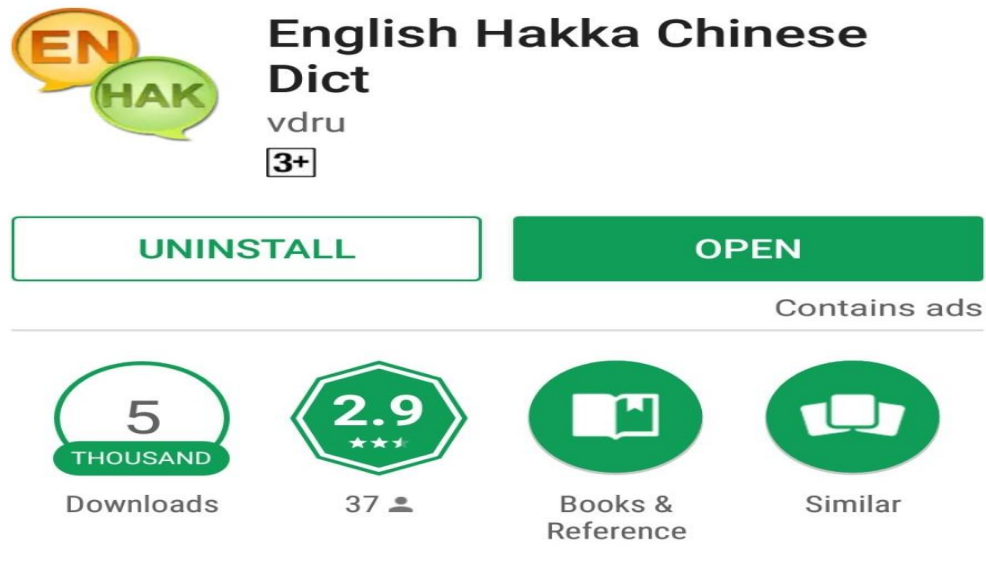 EN
HAK
English Hakka Chinese
Dict
vdru
3+
UNINSTALL
OPEN
Contains ads
5
THOUSAND
Downloads
2.9
37
Books &
Reference
Similar